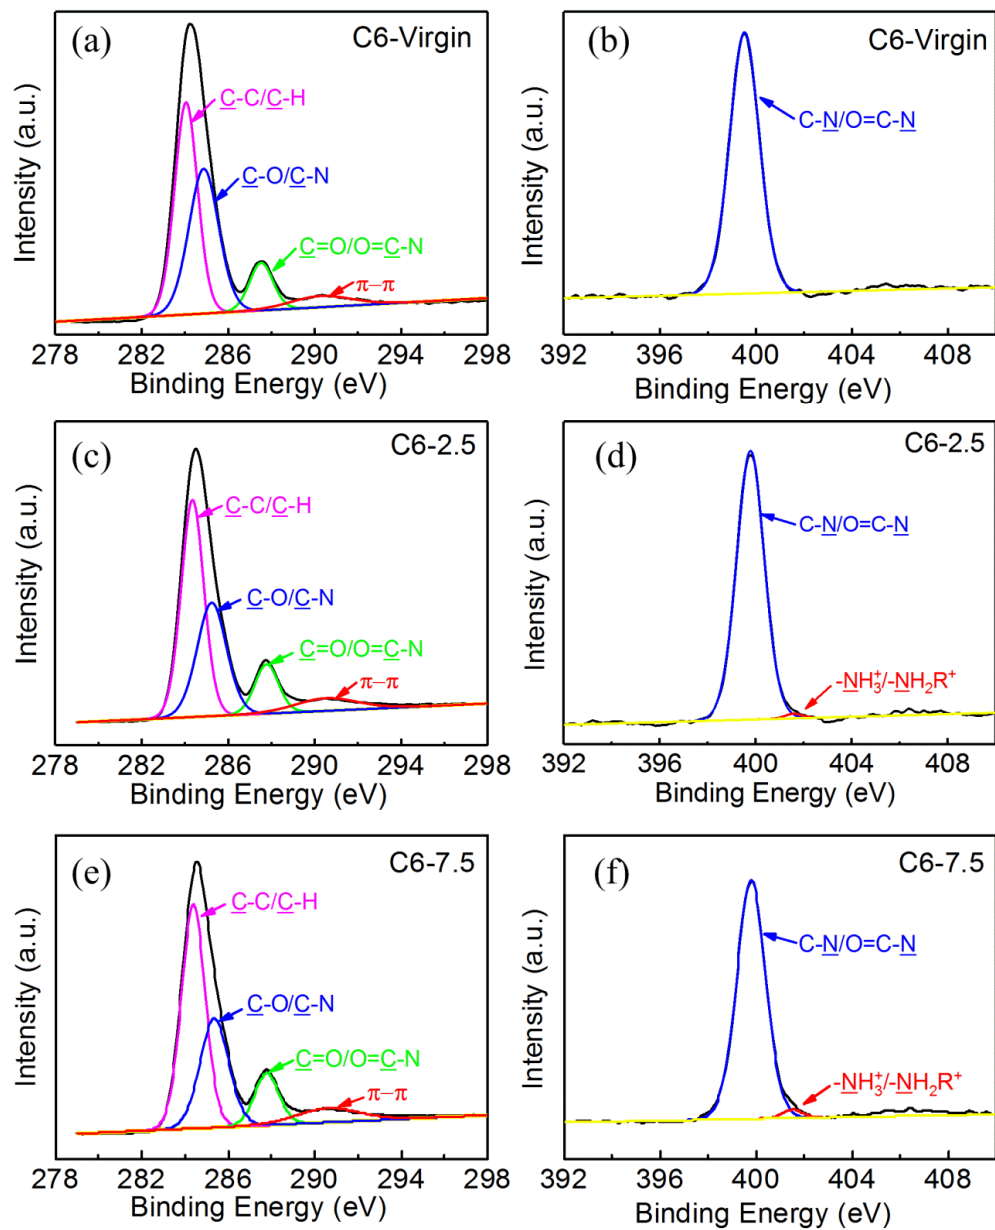 (a)
C6-Virgin
C-C/C-H
C-O/C-N
C=O/O=C-N
π–π
Intensity (a.u.)
278 282 286 290 294 298
Binding Energy (eV)
(b)
C6-Virgin
C-N/O=C-N
Intensity (a.u.)
392 396 400 404 408
Binding Energy (eV)
(c)
C6-2.5
C-C/C-H
C-O/C-N
C=O/O=C-N
π–π
Intensity (a.u.)
278 282 286 290 294 298
Binding Energy (eV)
(d)
C6-2.5
C-N/O=C-N
-NH₃⁺/-NH₂R⁺
Intensity (a.u.)
392 396 400 404 408
Binding Energy (eV)
(e)
C6-7.5
C-C/C-H
C-O/C-N
C=O/O=C-N
π–π
Intensity (a.u.)
278 282 286 290 294 298
Binding Energy (eV)
(f)
C6-7.5
C-N/O=C-N
-NH₃⁺/-NH₂R⁺
Intensity (a.u.)
392 396 400 404 408
Binding Energy (eV)